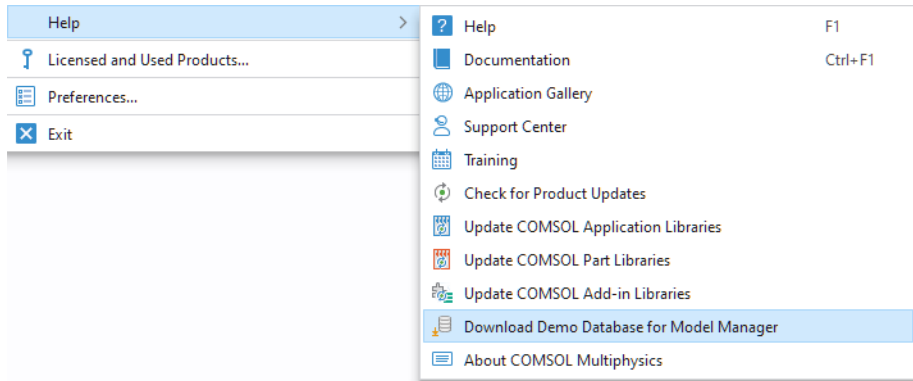 Help
Licensed and Used Products...
Preferences...
Exit
Help F1
Documentation Ctrl+F1
Application Gallery
Support Center
Training
Check for Product Updates
Update COMSOL Application Libraries
Update COMSOL Part Libraries
Update COMSOL Add-in Libraries
Download Demo Database for Model Manager
About COMSOL Multiphysics